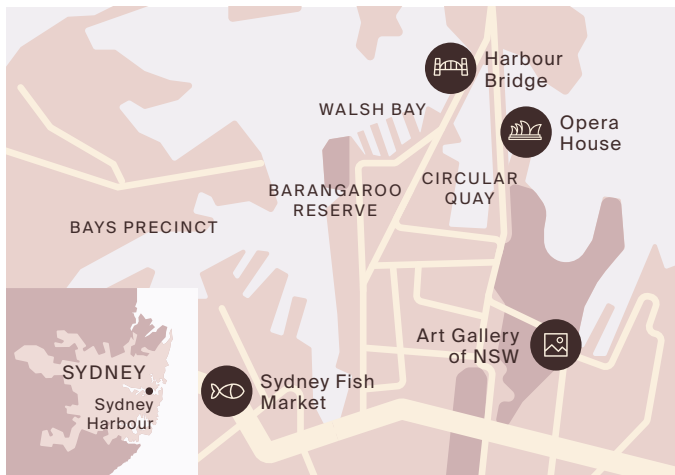 Harbour
Bridge
WALSH BAY
Opera
House
BARANGAROO
RESERVE
CIRCULAR
QUAY
BAYS PRECINCT
Art Gallery
of NSW
SYDNEY
Sydney
Harbour
Sydney Fish
Market